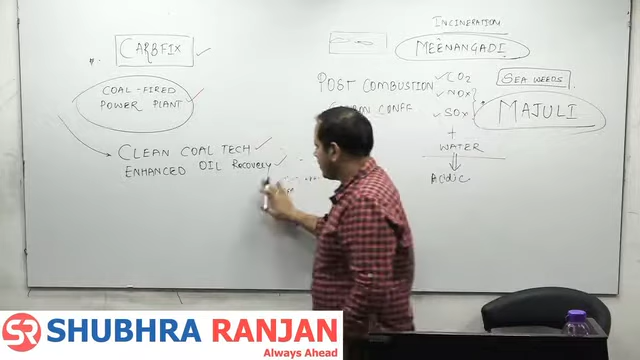 CARBFIX
COAL-FIRED
POWER PLANT
CLEAN COAL TECH
ENHANCED OIL RECOVERY
INCINERATION
MEENANGADI
POST COMBUSTION
CO2
NOx
SOx
+
WATER
Acidic
SEA WEEDS
MAJULI
SR SHUBHRA RANJAN
Always Ahead